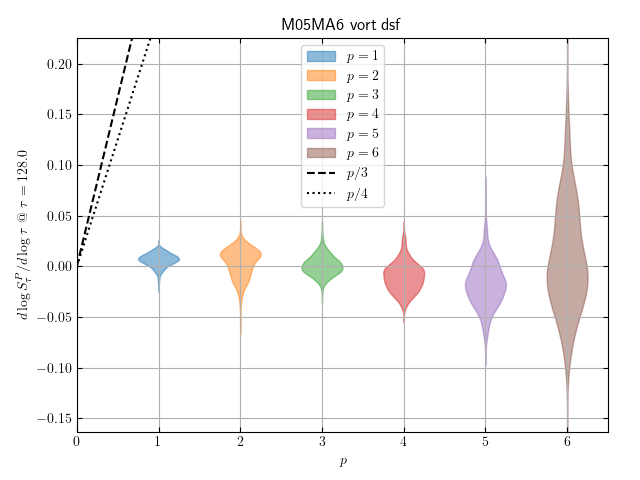 M05MA6 vort dsf
d log S_τ^P / d log τ @ τ = 128.0
0.20
0.15
0.10
0.05
0.00
−0.05
−0.10
−0.15
p = 1
p = 2
p = 3
p = 4
p = 5
p = 6
p/3
p/4
0 1 2 3 4 5 6
p